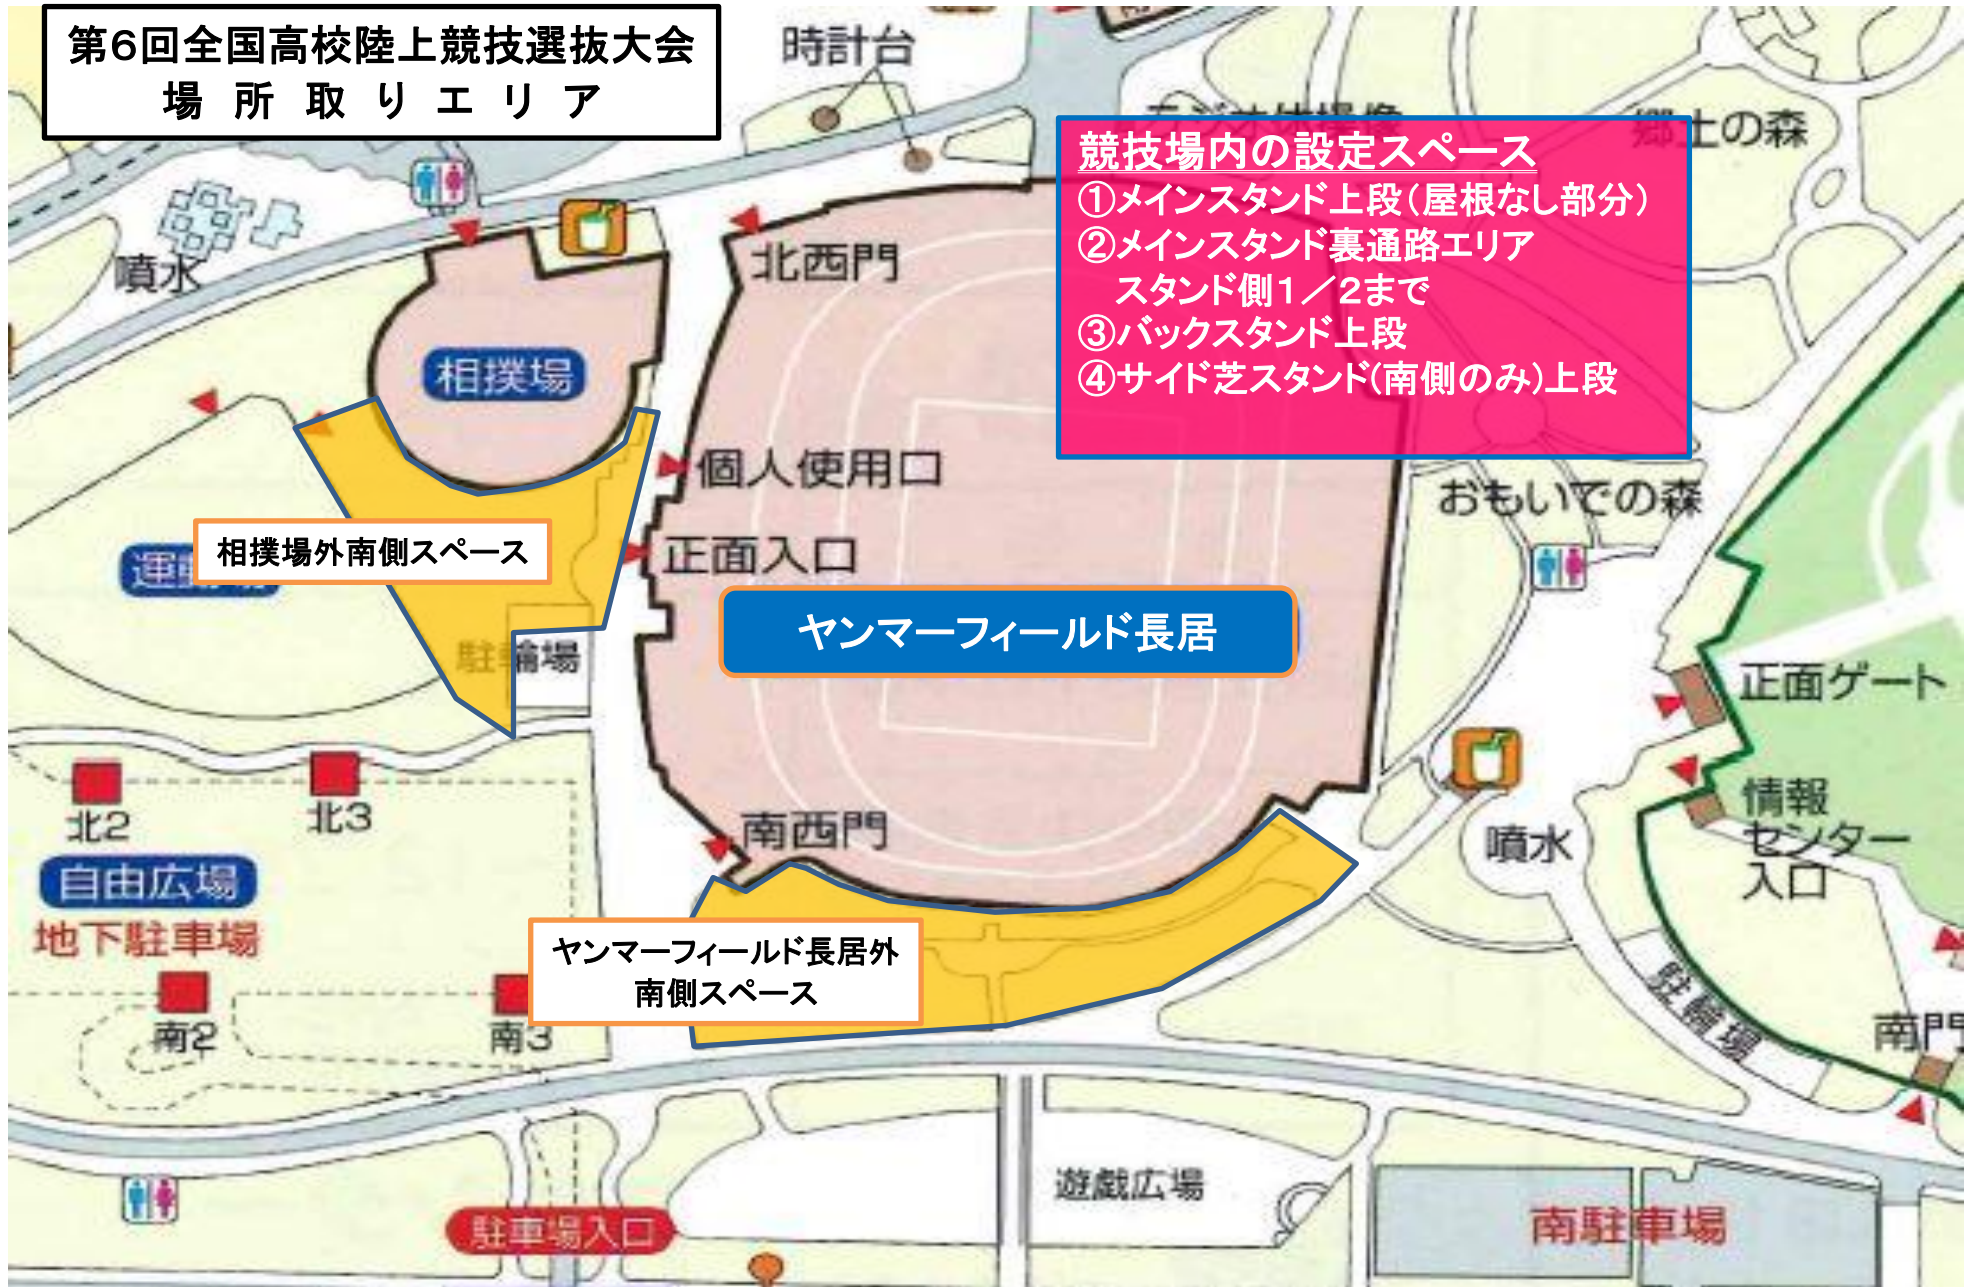 第6回全国高校陸上競技選抜大会
場所取りエリア
時計台
郷土の森
競技場内の設定スペース
①メインスタンド上段(屋根なし部分)
②メインスタンド裏通路エリア
スタンド側1/2まで
③バックスタンド上段
④サイド芝スタンド(南側のみ)上段
噴水
北西門
相撲場
個人使用口
おもいでの森
相撲場外南側スペース
正面入口
ヤンマーフィールド長居
駐輪場
正面ゲート
北2
北3
南西門
噴水
情報
センター
入口
自由広場
地下駐車場
ヤンマーフィールド長居外
南側スペース
南2
南3
駐輪場
南門
遊戯広場
駐車場入口
南駐車場